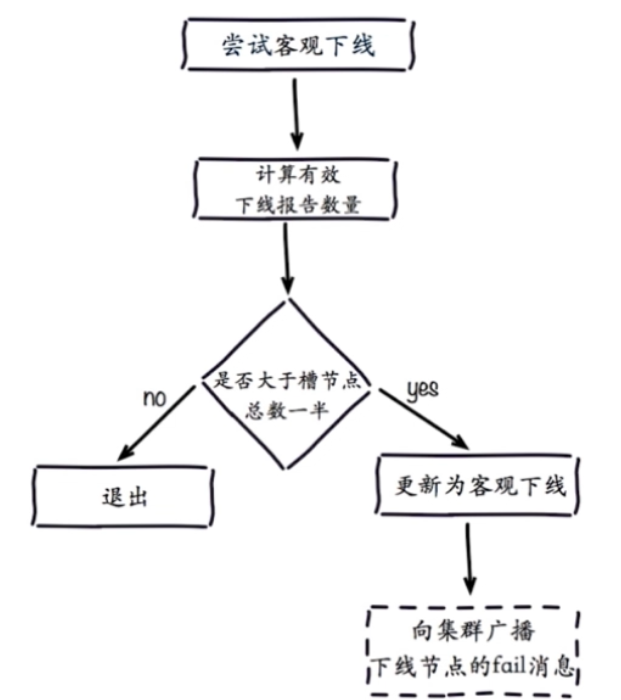 尝试客观下线
计算有效
下线报告数量
是否大于槽节点
总数一半
no
yes
退出
更新为客观下线
向集群广播
下线节点的fail消息